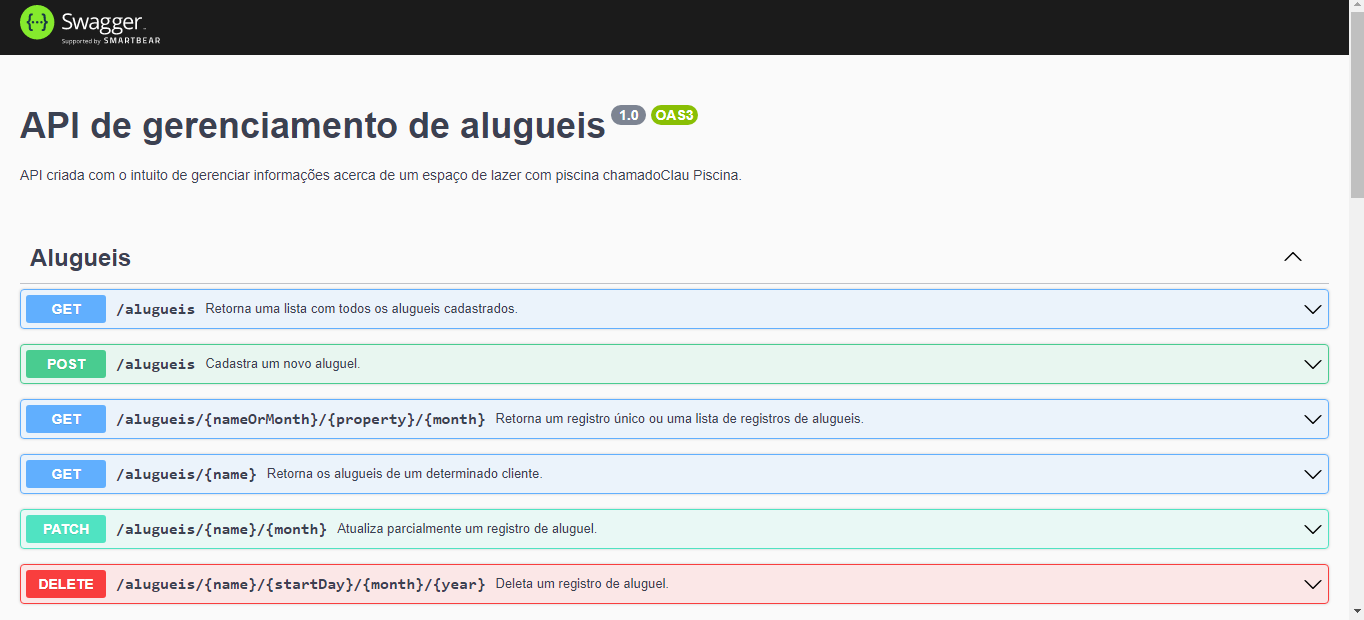 {···} Swagger.
Supported by SMARTBEAR
API de gerenciamento de alugueis 1.0 OAS3
API criada com o intuito de gerenciar informações acerca de um espaço de lazer com piscina chamadoClau Piscina.
Alugueis
GET /alugueis Retorna uma lista com todos os alugueis cadastrados.
POST /alugueis Cadastra um novo aluguel.
GET /alugueis/{nameOrMonth}/{property}/{month} Retorna um registro único ou uma lista de registros de alugueis.
GET /alugueis/{name} Retorna os alugueis de um determinado cliente.
PATCH /alugueis/{name}/{month} Atualiza parcialmente um registro de aluguel.
DELETE /alugueis/{name}/{startDay}/{month}/{year} Deleta um registro de aluguel.